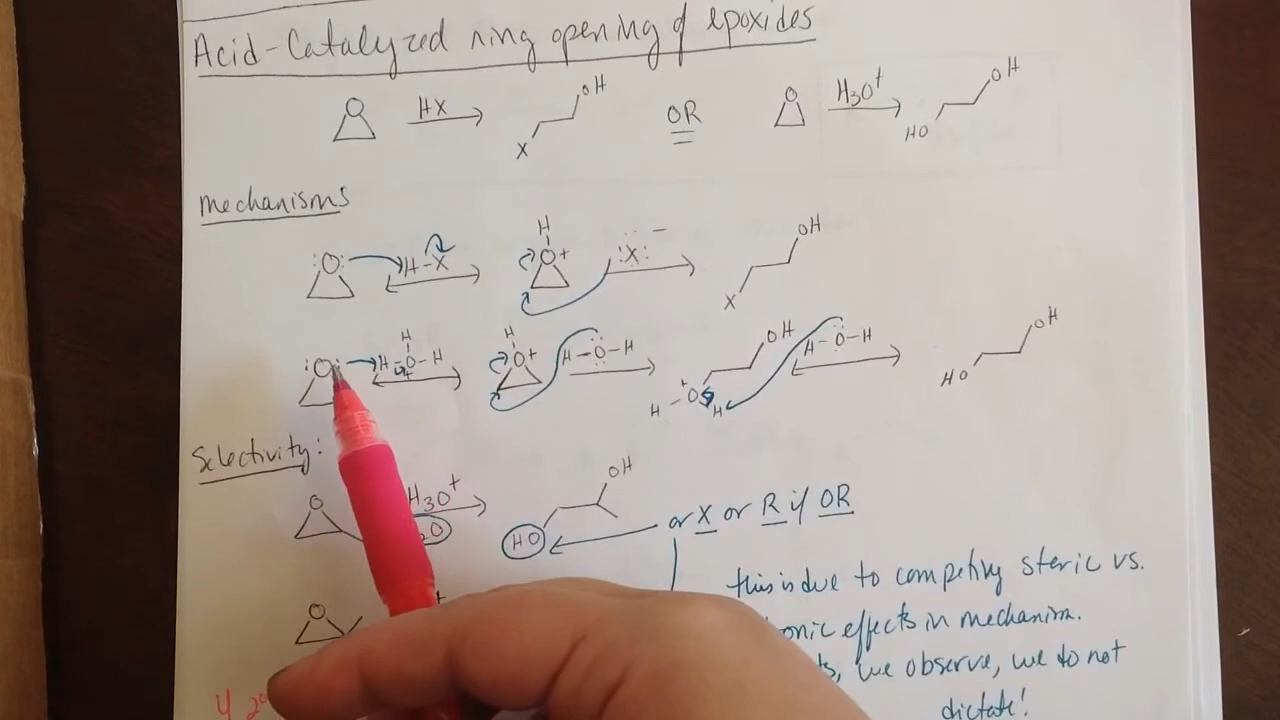 Acid-Catalyzed ring opening of epoxides
O HX OH X OR O H3O+ OH HO
mechanisms
:O: H-X H O+ :X:- OH X
:O: H H-O-H + H O+ H-O-H OH H-O H + H-O-H OH HO
Selectivity:
O H3O+ OH HO or X or R if OR
O
this is due to competing steric vs.
effects in mechanism.
we observe, we do not
dictate!